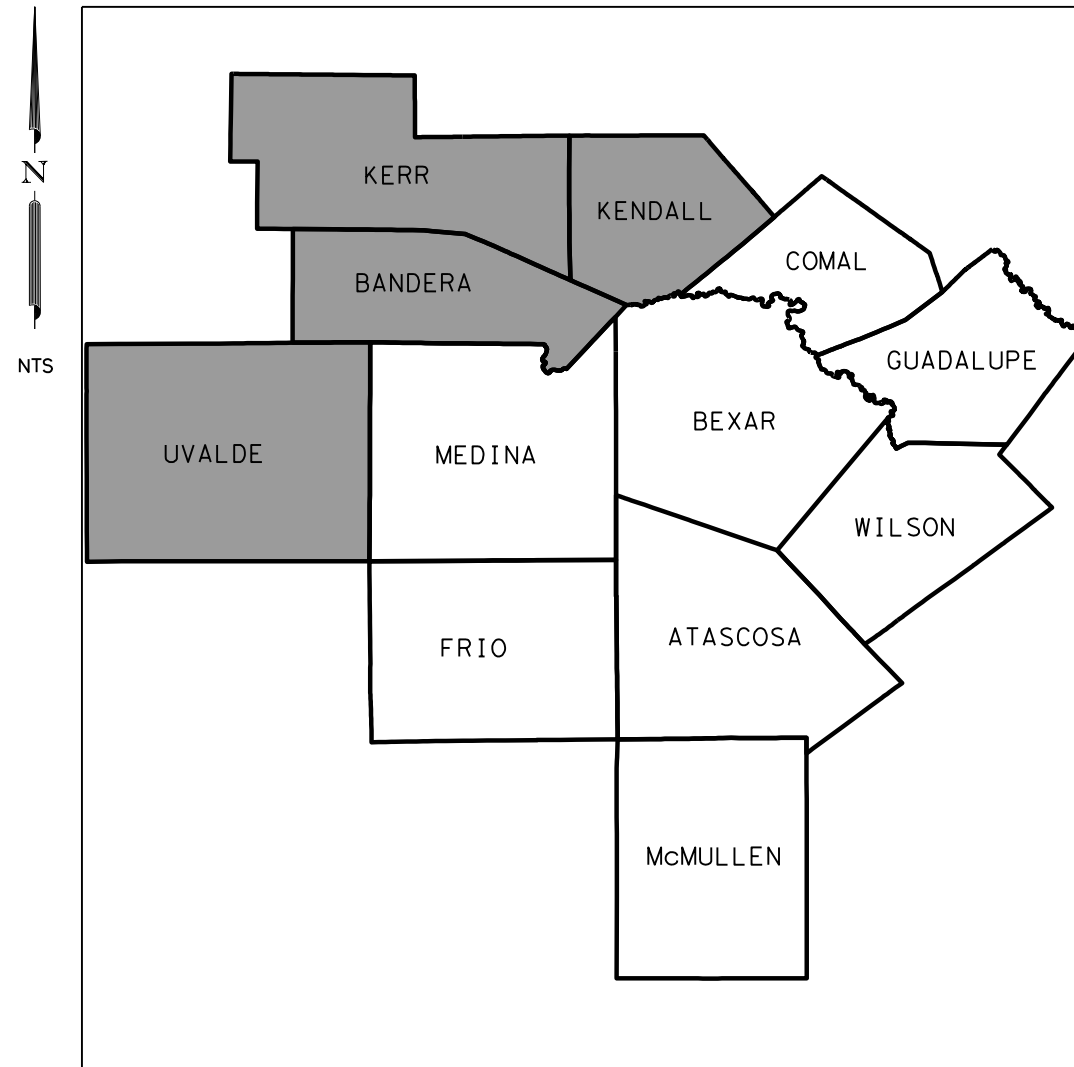 N
KERR
KENDALL
COMAL
BANDERA
NTS
GUADALUPE
BEXAR
UVALDE
MEDINA
WILSON
ATASCOSA
FRIO
McMULLEN